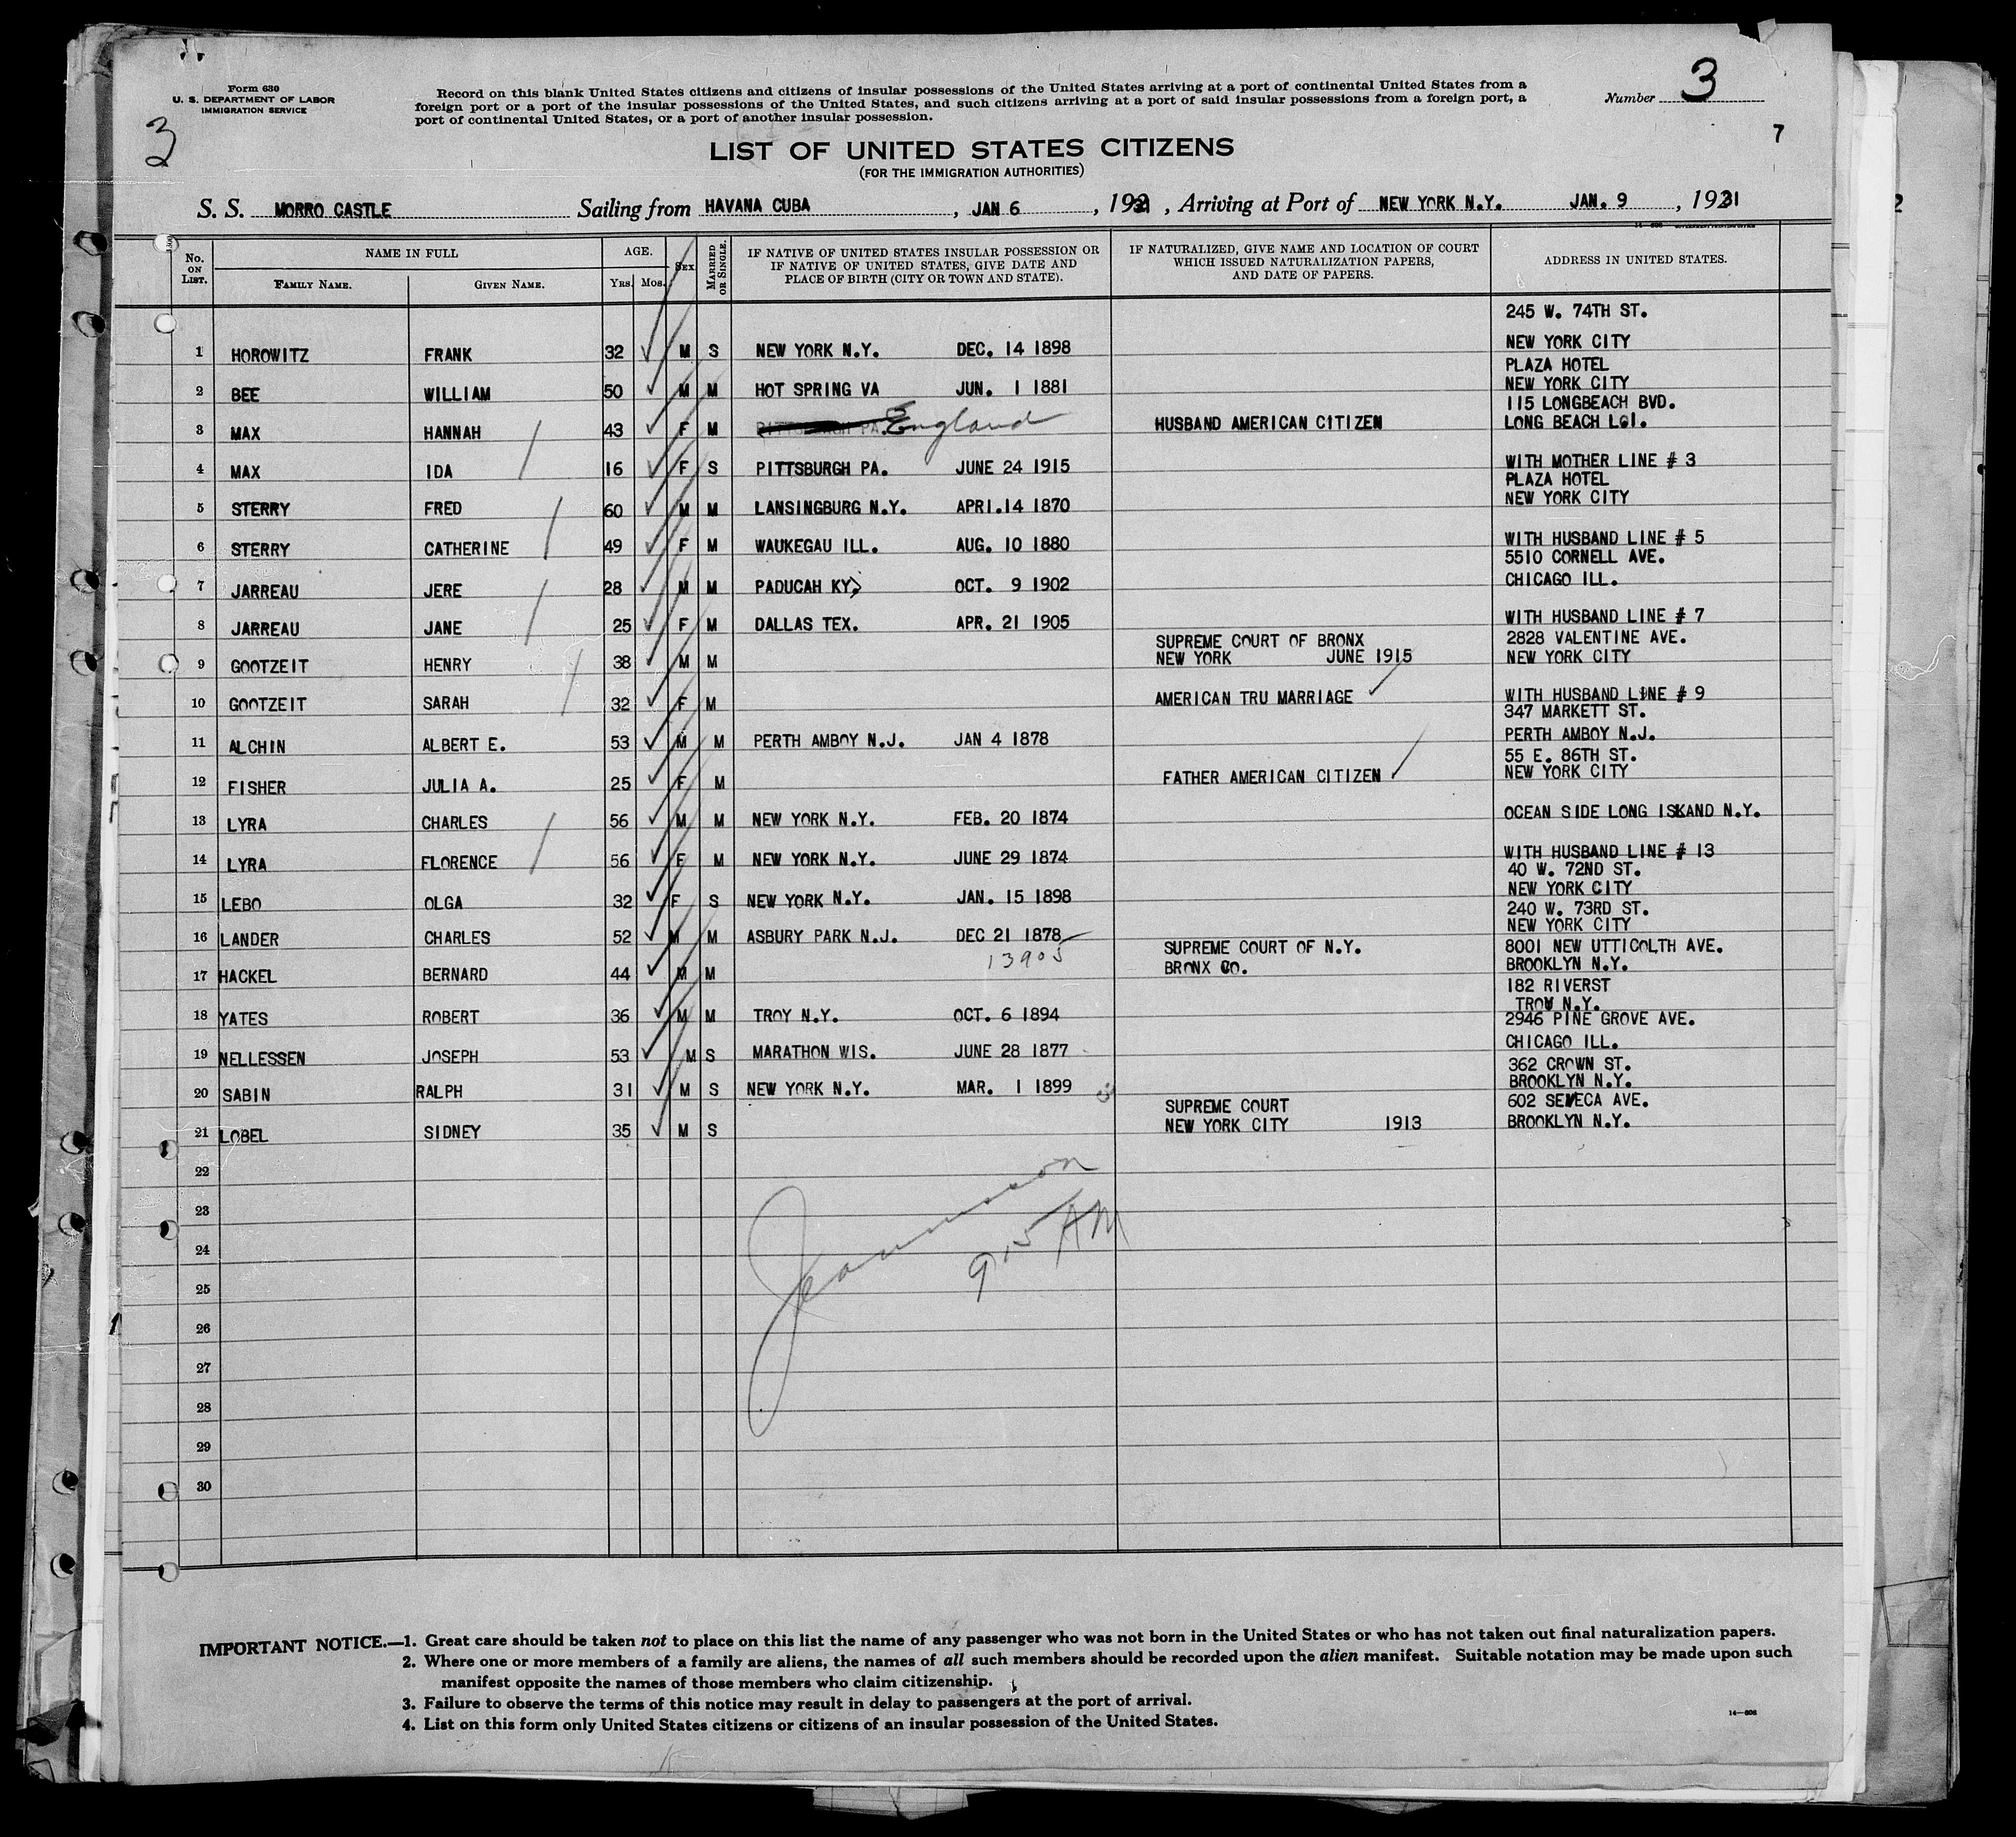 Form 630
U. S. DEPARTMENT OF LABOR
IMMIGRATION SERVICE
3
Record on this blank United States citizens and citizens of insular possessions of the United States arriving at a port of continental United States from a
foreign port or a port of the insular possessions of the United States, and such citizens arriving at a port of said insular possessions from a foreign port, a
port of continental United States, or a port of another insular possession.
Number 3
7
LIST OF UNITED STATES CITIZENS
(FOR THE IMMIGRATION AUTHORITIES)
S. S. MORRO CASTLE Sailing from HAVANA CUBA, JAN 6, 1931, Arriving at Port of NEW YORK N.Y. JAN. 9, 1931
No. ON LIST. NAME IN FULL AGE. SEX MARRIED OR SINGLE. IF NATIVE OF UNITED STATES INSULAR POSSESSION OR IF NATIVE OF UNITED STATES, GIVE DATE AND PLACE OF BIRTH (CITY OR TOWN AND STATE). IF NATURALIZED, GIVE NAME AND LOCATION OF COURT WHICH ISSUED NATURALIZATION PAPERS, AND DATE OF PAPERS. ADDRESS IN UNITED STATES.
FAMILY NAME. GIVEN NAME. YRS. MOS.
245 W. 74TH ST.
1 HOROWITZ FRANK 32 M S NEW YORK N.Y. DEC. 14 1898 NEW YORK CITY
PLAZA HOTEL
2 BEE WILLIAM 50 M M HOT SPRING VA JUN. 1 1881 NEW YORK CITY
115 LONGBEACH BVD.
3 MAX HANNAH 43 F M England HUSBAND AMERICAN CITIZEN LONG BEACH L.I.
4 MAX IDA 16 F S PITTSBURGH PA. JUNE 24 1915 WITH MOTHER LINE # 3
PLAZA HOTEL
5 STERRY FRED 60 M M LANSINGBURG N.Y. APRI.14 1870 NEW YORK CITY
6 STERRY CATHERINE 49 F M WAUKEGAU ILL. AUG. 10 1880 WITH HUSBAND LINE # 5
5510 CORNELL AVE.
7 JARREAU JERE 28 M M PADUCAH KY OCT. 9 1902 CHICAGO ILL.
8 JARREAU JANE 25 F M DALLAS TEX. APR. 21 1905 WITH HUSBAND LINE # 7
SUPREME COURT OF BRONX 2828 VALENTINE AVE.
9 GOOTZEIT HENRY 38 M M NEW YORK JUNE 1915 NEW YORK CITY
10 GOOTZEIT SARAH 32 F M AMERICAN TRU MARRIAGE WITH HUSBAND LINE # 9
347 MARKETT ST.
11 ALCHIN ALBERT E. 53 M M PERTH AMBOY N.J. JAN 4 1878 PERTH AMBOY N.J.
55 E. 86TH ST.
12 FISHER JULIA A. 25 F M FATHER AMERICAN CITIZEN NEW YORK CITY
13 LYRA CHARLES 56 M M NEW YORK N.Y. FEB. 20 1874 OCEAN SIDE LONG ISKAND N.Y.
14 LYRA FLORENCE 56 F M NEW YORK N.Y. JUNE 29 1874 WITH HUSBAND LINE # 13
40 W. 72ND ST.
15 LEBO OLGA 32 F S NEW YORK N.Y. JAN. 15 1898 NEW YORK CITY
240 W. 73RD ST.
16 LANDER CHARLES 52 M M ASBURY PARK N.J. DEC 21 1878 NEW YORK CITY
13905 SUPREME COURT OF N.Y. 8001 NEW UTTICOLTH AVE.
17 HACKEL BERNARD 44 M M BRONX CO. BROOKLYN N.Y.
182 RIVERST
18 YATES ROBERT 36 M M TROY N.Y. OCT. 6 1894 TROY N.Y.
2946 PINE GROVE AVE.
19 NELLESSEN JOSEPH 53 M S MARATHON WIS. JUNE 28 1877 CHICAGO ILL.
362 CROWN ST.
20 SABIN RALPH 31 M S NEW YORK N.Y. MAR. 1 1899 BROOKLYN N.Y.
SUPREME COURT 602 SENECA AVE.
21 LOBEL SIDNEY 35 M S NEW YORK CITY 1913 BROOKLYN N.Y.
22
23
9 15 AM
24
25
26
27
28
29
30
IMPORTANT NOTICE.—1. Great care should be taken not to place on this list the name of any passenger who was not born in the United States or who has not taken out final naturalization papers.
2. Where one or more members of a family are aliens, the names of all such members should be recorded upon the alien manifest. Suitable notation may be made upon such
manifest opposite the names of those members who claim citizenship.
3. Failure to observe the terms of this notice may result in delay to passengers at the port of arrival.
4. List on this form only United States citizens or citizens of an insular possession of the United States.
14—608
2